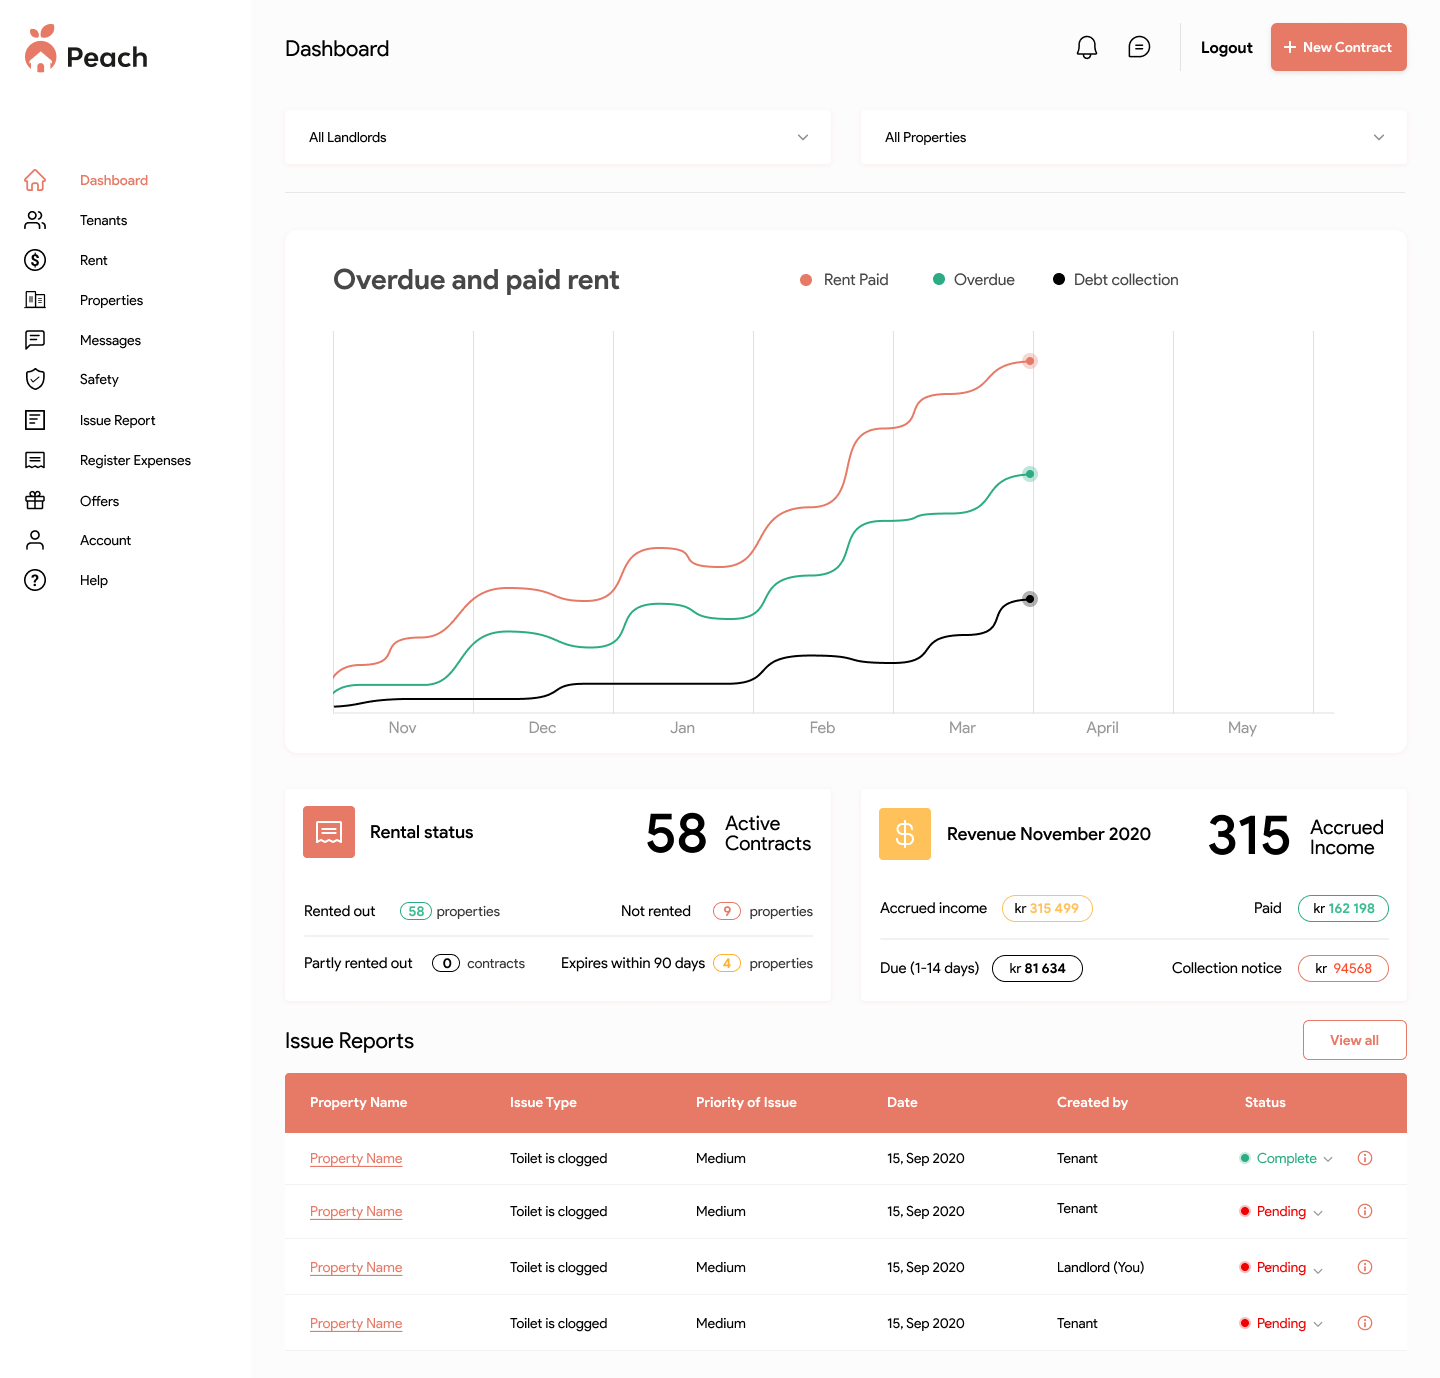 Peach
Dashboard
Logout
New Contract
All Landlords
All Properties
Dashboard
Tenants
Rent
Properties
Messages
Safety
Issue Report
Register Expenses
Offers
Account
Help
Overdue and paid rent
Rent Paid
Overdue
Debt collection
Nov Dec Jan Feb Mar April May
Rental status
58
Active
Contracts
Rented out 58 properties
Not rented 9 properties
Partly rented out 0 contracts
Expires within 90 days 4 properties
Revenue November 2020
315
Accrued
Income
Accrued income kr 315 499
Paid kr 162 198
Due (1-14 days) kr 81 634
Collection notice kr 94568
Issue Reports
View all
Property Name Issue Type Priority of Issue Date Created by Status
Property Name Toilet is clogged Medium 15, Sep 2020 Tenant Complete
Property Name Toilet is clogged Medium 15, Sep 2020 Tenant Pending
Property Name Toilet is clogged Medium 15, Sep 2020 Landlord (You) Pending
Property Name Toilet is clogged Medium 15, Sep 2020 Tenant Pending